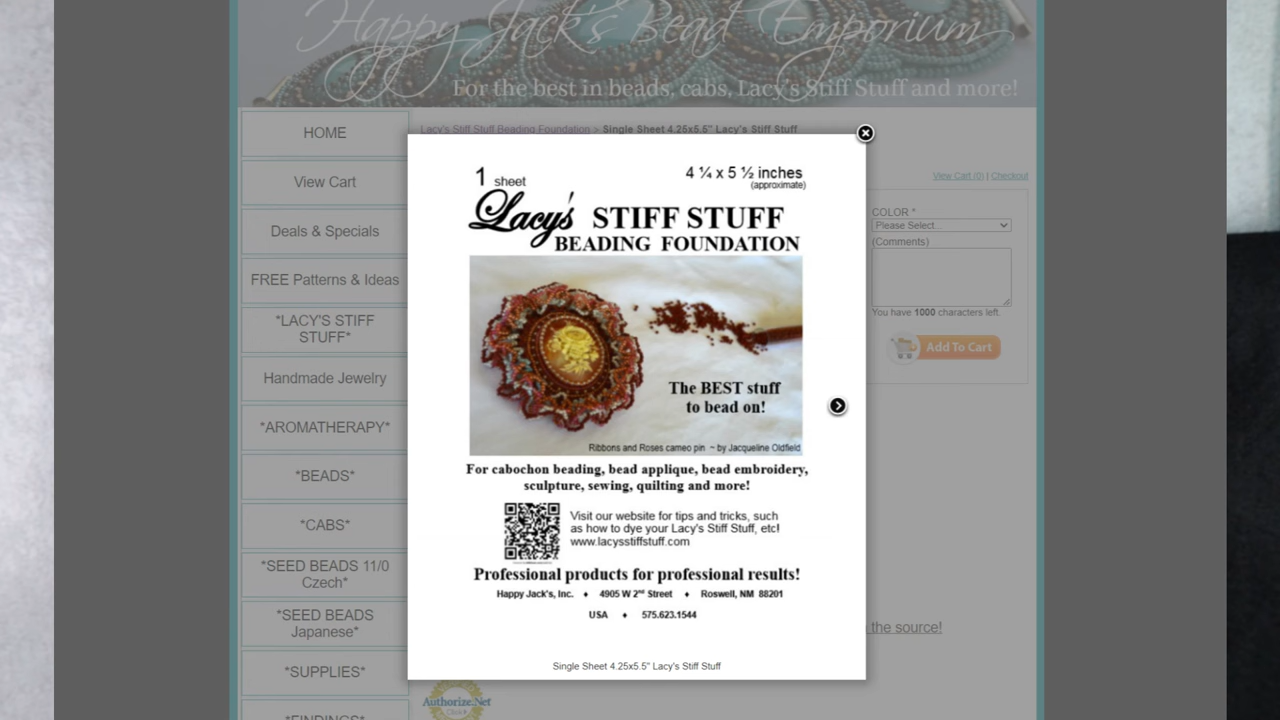 Happy Jack's Bead Emporium
For the best in beads, cabs, Lacy's Stiff Stuff and more!
HOME
View Cart
Deals & Specials
FREE Patterns & Ideas
*LACY'S STIFF
STUFF*
Handmade Jewelry
*AROMATHERAPY*
*BEADS*
*CABS*
*SEED BEADS 11/0
Czech*
*SEED BEADS
Japanese*
*SUPPLIES*
*FINDINGS*
Lacy's Stiff Stuff Beading Foundation > Single Sheet 4.25x5.5" Lacy's Stiff Stuff
View Cart (0) | Checkout
1 sheet
4 ¼ x 5 ½ inches
(approximate)
Lacy's STIFF STUFF
BEADING FOUNDATION
The BEST stuff
to bead on!
Ribbons and Roses cameo pin ~ by Jacqueline Oldfield
For cabochon beading, bead applique, bead embroidery,
sculpture, sewing, quilting and more!
Visit our website for tips and tricks, such
as how to dye your Lacy's Stiff Stuff, etc!
www.lacysstiffstuff.com
Professional products for professional results!
Happy Jack's, Inc. ♦ 4905 W 2nd Street ♦ Roswell, NM 88201
USA ♦ 575.623.1544
Single Sheet 4.25x5.5" Lacy's Stiff Stuff
COLOR *
Please Select...
(Comments)
You have 1000 characters left.
Add To Cart
the source!
Authorize.Net
Click